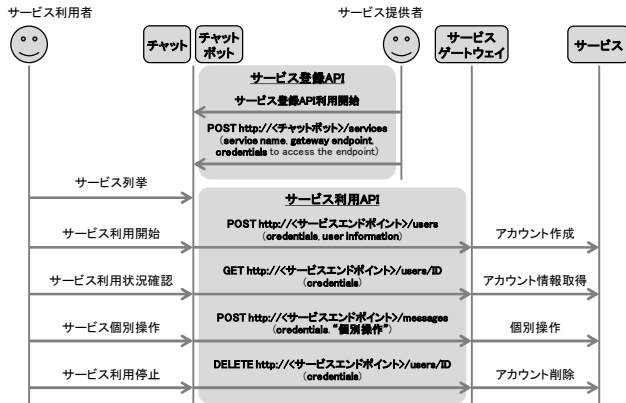 サービス利用者
サービス提供者
チャット
チャット
ボット
サービス
ゲートウェイ
サービス
サービス登録API
サービス登録API利用開始
POST http://<チャットボット>/services
(service name, gateway endpoint,
credentials to access the endpoint)
サービス列挙
サービス利用API
サービス利用開始
POST http://<サービスエンドポイント>/users
(credentials, user information)
アカウント作成
サービス利用状況確認
GET http://<サービスエンドポイント>/users/ID
(credentials)
アカウント情報取得
サービス個別操作
POST http://<サービスエンドポイント>/messages
(credentials, “個別操作”)
個別操作
サービス利用停止
DELETE http://<サービスエンドポイント>/users/ID
(credentials)
アカウント削除